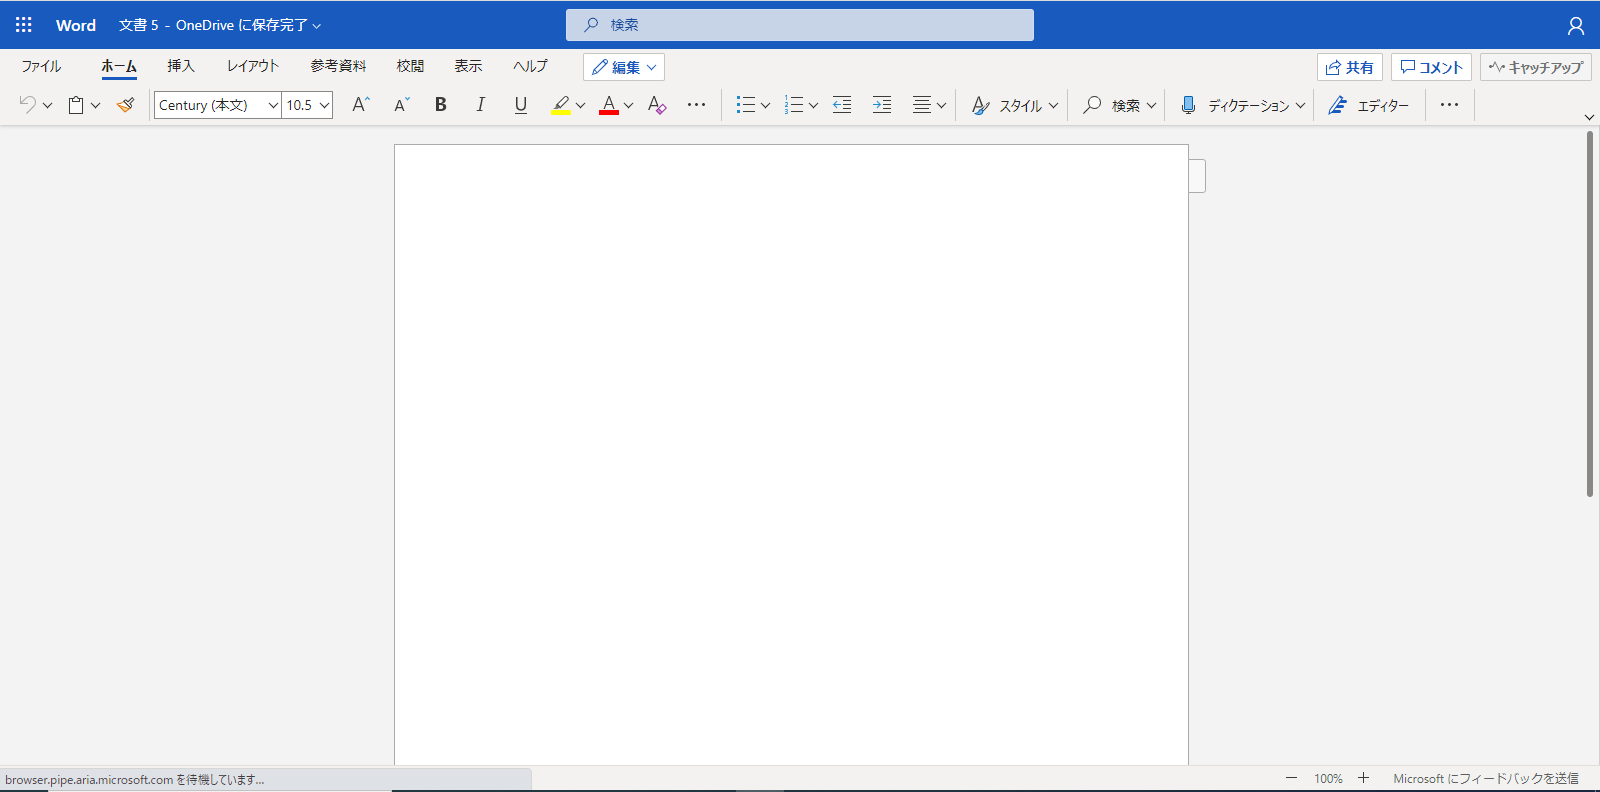 Word 文書 5 - OneDrive に保存完了 検索
ファイル ホーム 挿入 レイアウト 参考資料 校閲 表示 ヘルプ 編集 共有 コメント キャッチアップ
Century (本文) 10.5 A A B I U A A スタイル 検索 ディクテーション エディター
browser.pipe.aria.microsoft.com を待機しています... 100% Microsoft にフィードバックを送信